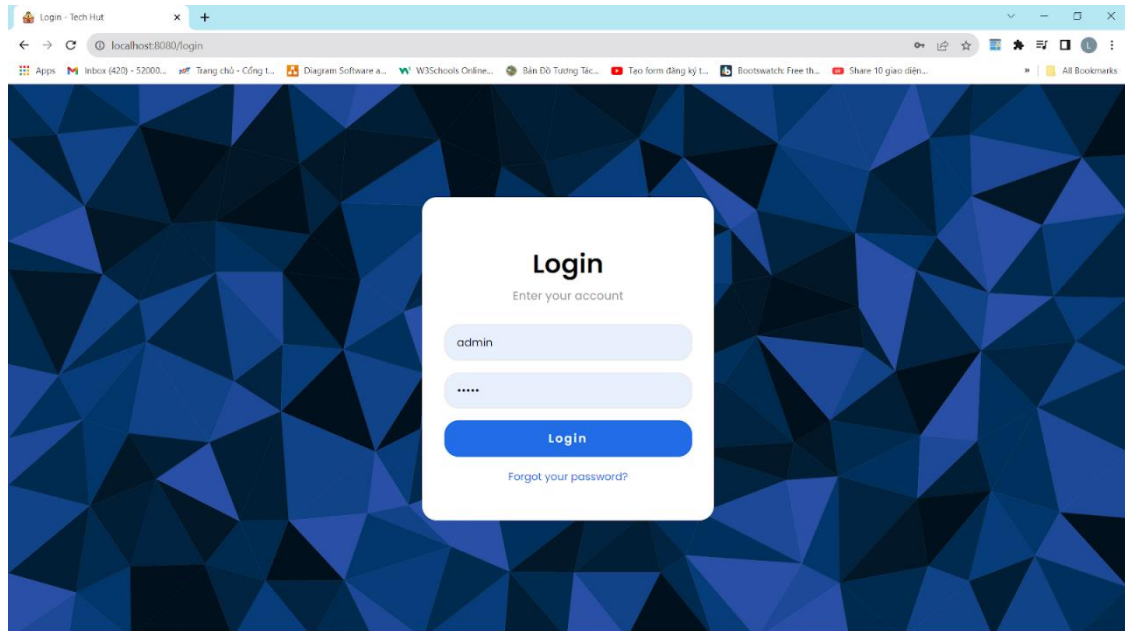 Login - Tech Hut
localhost:8080/login
Apps Inbox (420) - 52000... Trang chủ - Cổng t... Diagram Software a... W3Schools Online... Bản Đồ Tương Tác... Tạo form đăng ký t... Bootswatch: Free th... Share 10 giao diện... » All Bookmarks
L
Login
Enter your account
admin
•••••
Login
Forgot your password?